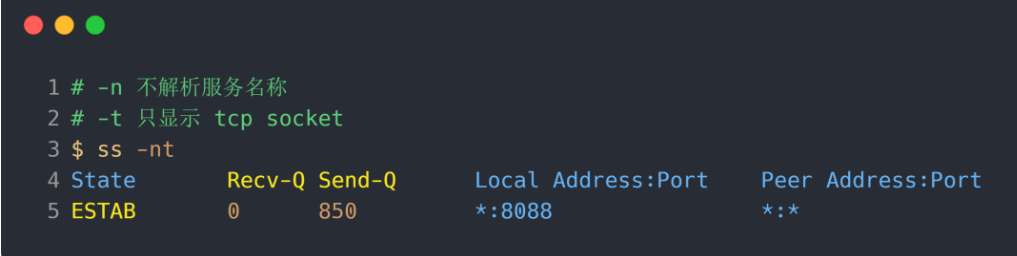 1 # -n 不解析服务名称
2 # -t 只显示 tcp socket
3 $ ss -nt
4 State Recv-Q Send-Q Local Address:Port Peer Address:Port
5 ESTAB 0 850 *:8088 *:*